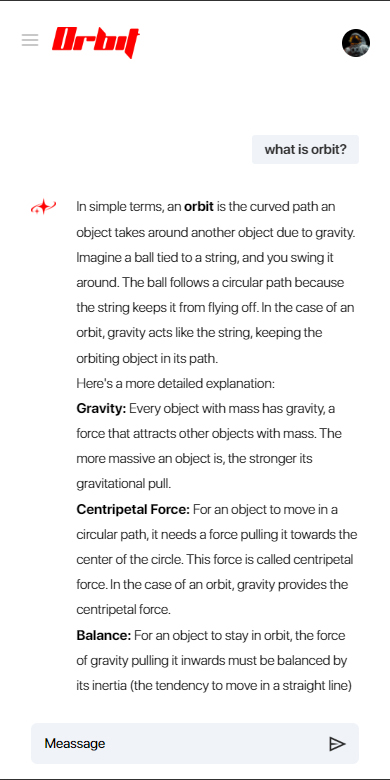 Orbit
what is orbit?
In simple terms, an orbit is the curved path an
object takes around another object due to gravity.
Imagine a ball tied to a string, and you swing it
around. The ball follows a circular path because
the string keeps it from flying off. In the case of an
orbit, gravity acts like the string, keeping the
orbiting object in its path.
Here's a more detailed explanation:
Gravity: Every object with mass has gravity, a
force that attracts other objects with mass. The
more massive an object is, the stronger its
gravitational pull.
Centripetal Force: For an object to move in a
circular path, it needs a force pulling it towards the
center of the circle. This force is called centripetal
force. In the case of an orbit, gravity provides the
centripetal force.
Balance: For an object to stay in orbit, the force
of gravity pulling it inwards must be balanced by
its inertia (the tendency to move in a straight line)
Meassage